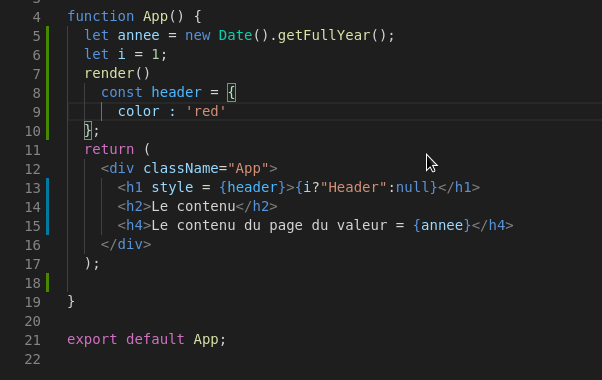 4 function App() {
5 let annee = new Date().getFullYear();
6 let i = 1;
7 render()
8 const header = {
9 color : 'red'
10 };
11 return (
12 <div className="App">
13 <h1 style = {header}>{i?"Header":null}</h1>
14 <h2>Le contenu</h2>
15 <h4>Le contenu du page du valeur = {annee}</h4>
16 </div>
17 );
18
19 }
20
21 export default App;
22